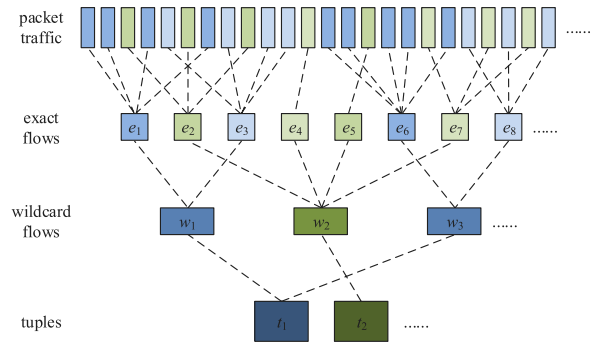 packet
traffic
......
exact
flows
e1 e2 e3 e4 e5 e6 e7 e8 ......
wildcard
flows
w1 w2 w3 ......
tuples
t1 t2 ......